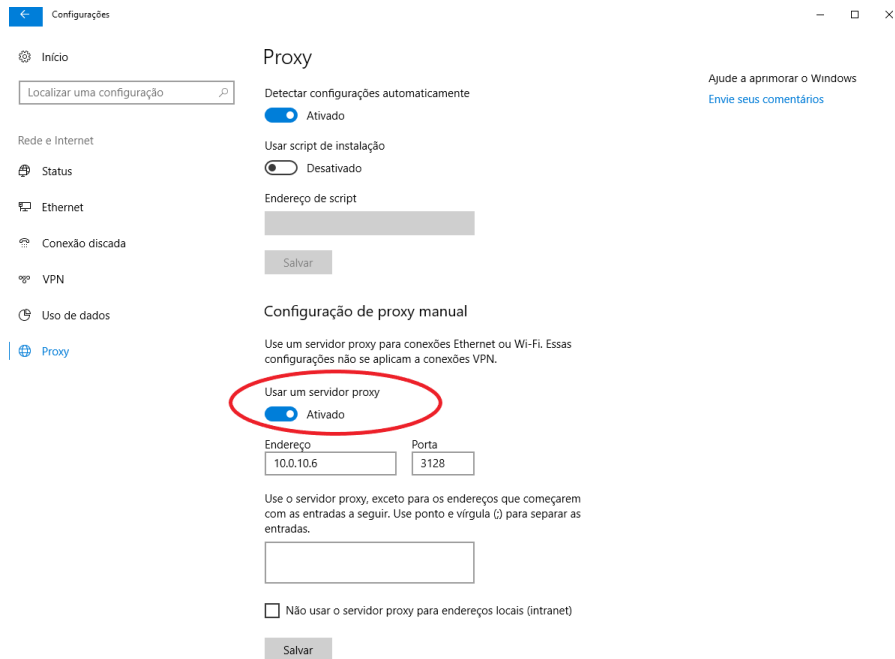 Configurações
Início
Localizar uma configuração
Rede e Internet
Status
Ethernet
Conexão discada
VPN
Uso de dados
Proxy
Proxy
Detectar configurações automaticamente
Ativado
Usar script de instalação
Desativado
Endereço de script
Salvar
Configuração de proxy manual
Use um servidor proxy para conexões Ethernet ou Wi-Fi. Essas
configurações não se aplicam a conexões VPN.
Usar um servidor proxy
Ativado
Endereço Porta
10.0.10.6 3128
Use o servidor proxy, exceto para os endereços que começarem
com as entradas a seguir. Use ponto e vírgula (;) para separar as
entradas.
Não usar o servidor proxy para endereços locais (intranet)
Salvar
Ajude a aprimorar o Windows
Envie seus comentários